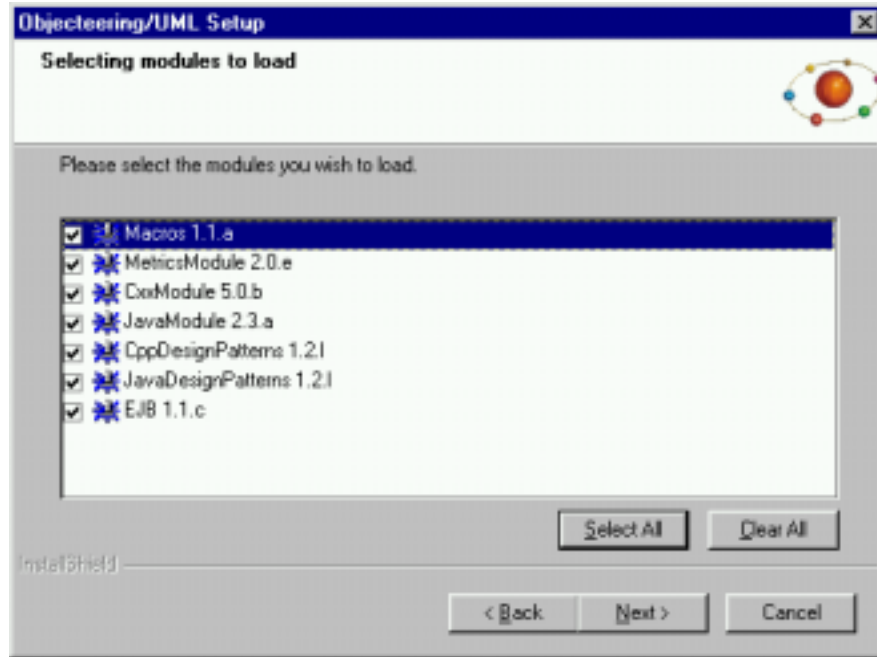 Objecteering/UML Setup
Selecting modules to load
Please select the modules you wish to load.
Macros 1.1.a
MetricsModule 2.0.e
CxxModule 5.0.b
JavaModule 2.3.a
CppDesignPatterns 1.2.l
JavaDesignPatterns 1.2.l
EJB 1.1.c
Select All
Clear All
InstallShield
< Back
Next >
Cancel